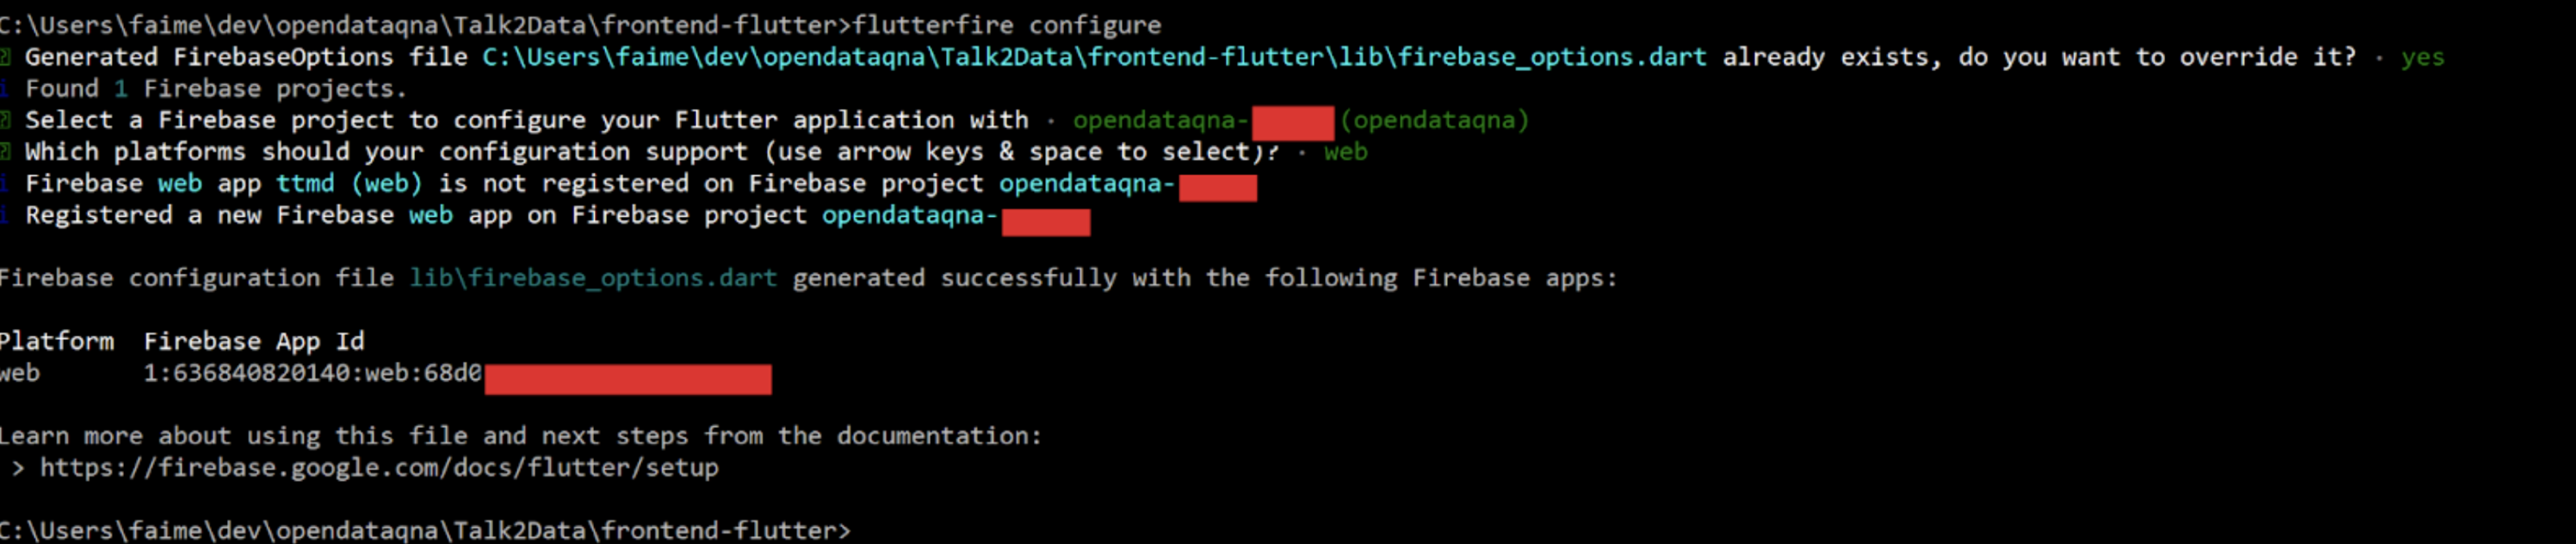 C:\Users\faime\dev\opendataqna\Talk2Data\frontend-flutter>flutterfire configure
Generated FirebaseOptions file C:\Users\faime\dev\opendataqna\Talk2Data\frontend-flutter\lib\firebase_options.dart already exists, do you want to override it? · yes
i Found 1 Firebase projects.
Select a Firebase project to configure your Flutter application with · opendataqna- (opendataqna)
Which platforms should your configuration support (use arrow keys & space to select)? · web
i Firebase web app ttmd (web) is not registered on Firebase project opendataqna-
i Registered a new Firebase web app on Firebase project opendataqna-
Firebase configuration file lib\firebase_options.dart generated successfully with the following Firebase apps:
Platform  Firebase App Id
web       1:636840820140:web:68d0
Learn more about using this file and next steps from the documentation:
 > https://firebase.google.com/docs/flutter/setup
C:\Users\faime\dev\opendataqna\Talk2Data\frontend-flutter>